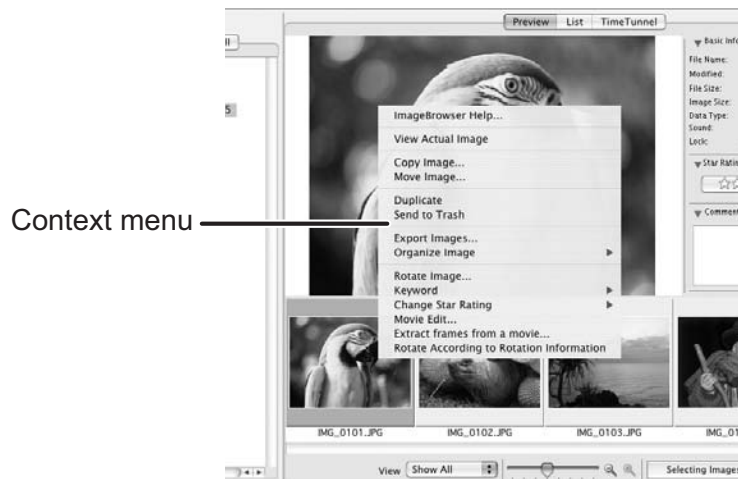 Preview List TimeTunnel
Basic Info
File Name:
Modified:
File Size:
Image Size:
Data Type:
Sound:
Lock:
Star Rating
Comment
5
ImageBrowser Help...
View Actual Image
Copy Image...
Move Image...
Duplicate
Send to Trash
Context menu
Export Images...
Organize Image
Rotate Image...
Keyword
Change Star Rating
Movie Edit...
Extract frames from a movie...
Rotate According to Rotation Information
IMG_0101.JPG IMG_0102.JPG IMG_0103.JPG IMG_01
View Show All Selecting Images